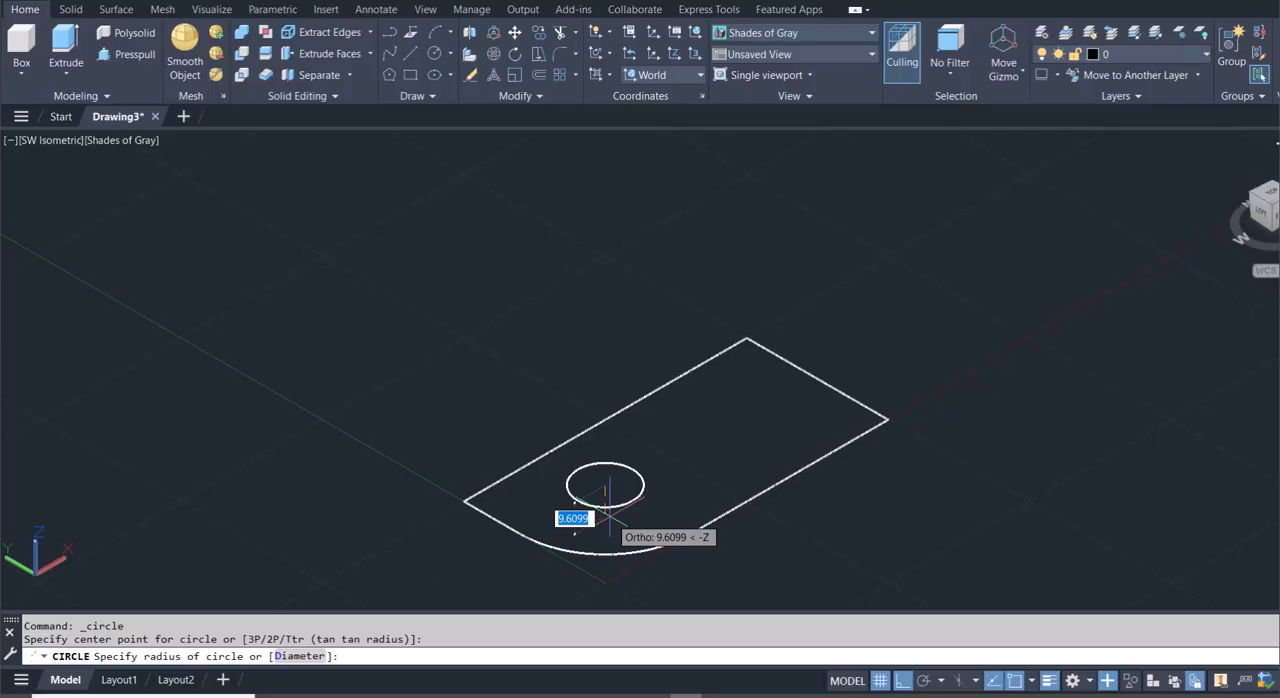 Home Solid Surface Mesh Visualize Parametric Insert Annotate View Manage Output Add-ins Collaborate Express Tools Featured Apps
Box
Extrude
Polysolid
Presspull
Smooth
Object
Extract Edges
Extrude Faces
Separate
World
Shades of Gray
Unsaved View
Single viewport
Culling
No Filter
Move
Gizmo
0
Move to Another Layer
Group
Modeling Mesh Solid Editing Draw Modify Coordinates View Selection Layers Groups
Start Drawing3*
[−][SW Isometric][Shades of Gray]
TOP
LEFT
W
WCS
9.6099
Ortho: 9.6099 < -Z
Z
Y
X
Command: _circle
Specify center point for circle or [3P/2P/Ttr (tan tan radius)]:
CIRCLE Specify radius of circle or [Diameter]:
Model Layout1 Layout2
MODEL